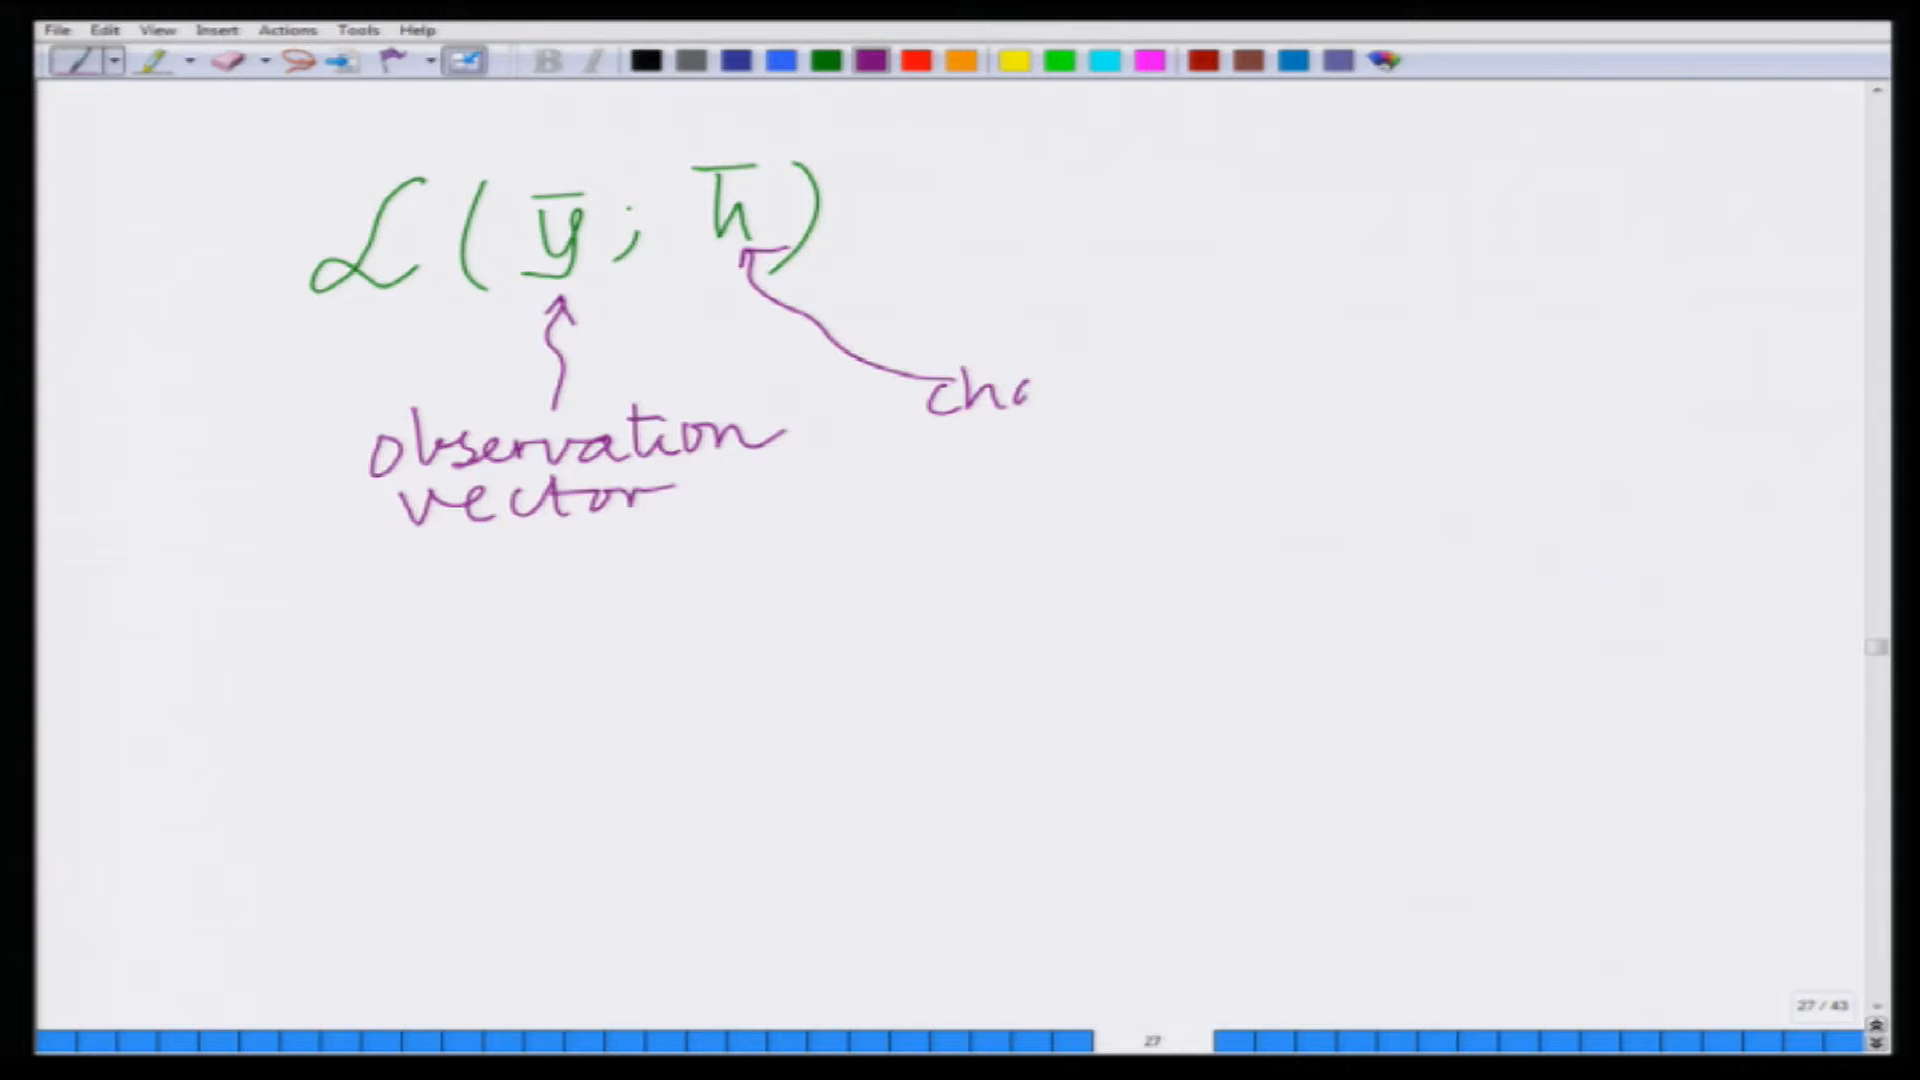 File Edit View Insert Actions Tools Help
B I
ℒ ( y̅ ; h̅ )
cha
observation
vector
27 / 43
27